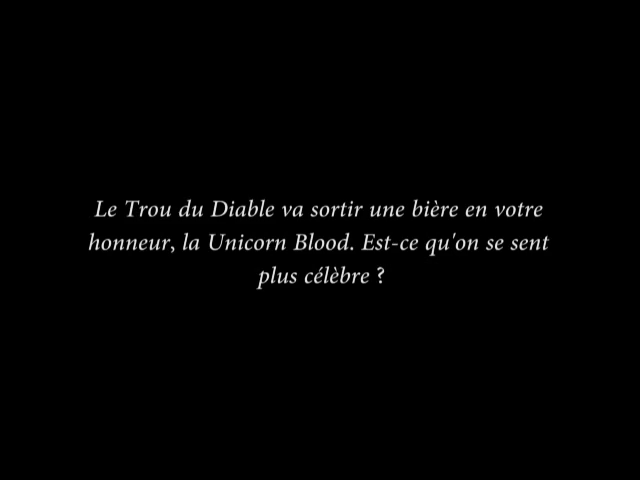 Le Trou du Diable va sortir une bière en votre
honneur, la Unicorn Blood. Est-ce qu'on se sent
plus célèbre ?